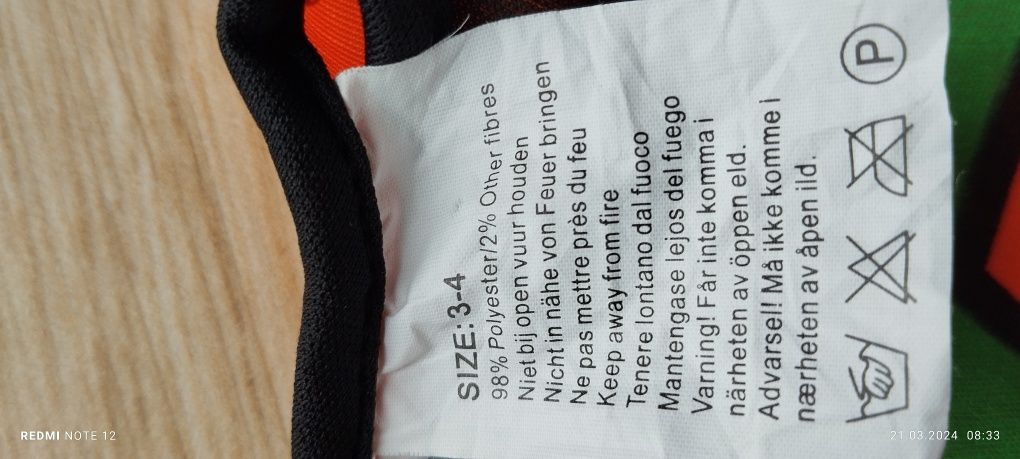 SIZE:3-4
98% Polyester/2% Other fibres
Niet bij open vuur houden
Nicht in nähe von Feuer bringen
Ne pas mettre près du feu
Keep away from fire
Tenere lontano dal fuoco
Mantengase lejos del fuego
Varning! Får inte komma i
närheten av öppen eld.
Advarsel! Må ikke komme i
nærheten av åpen ild.
P
REDMI NOTE 12
21.03.2024 08:33